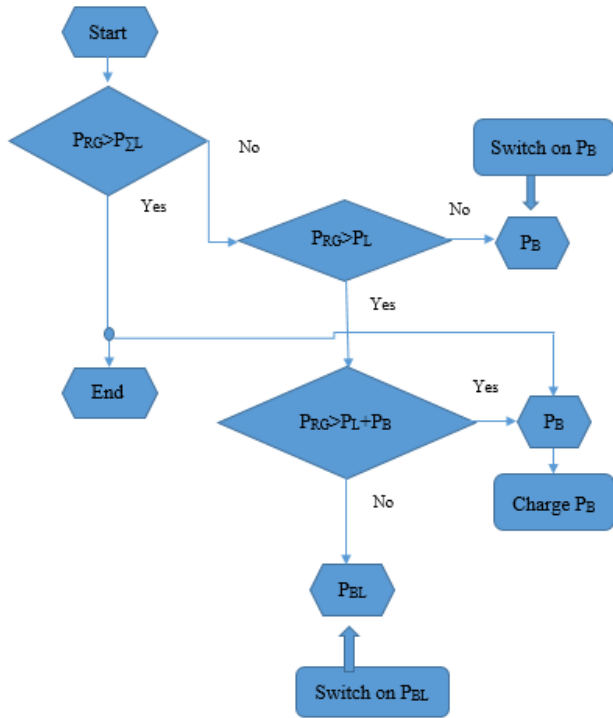 Start
PRG>P∑L
No
Switch on PB
Yes
No
PRG>PL
PB
Yes
End
Yes
PRG>PL+PB
PB
No
Charge PB
PBL
Switch on PBL